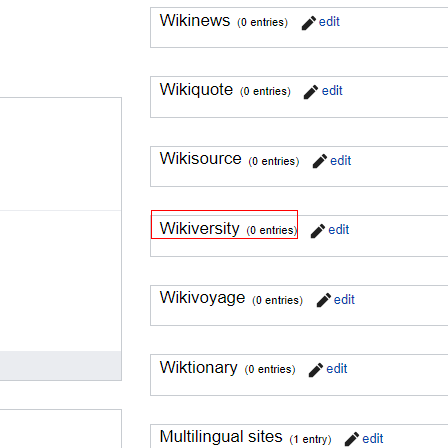 Wikinews (0 entries) edit
Wikiquote (0 entries) edit
Wikisource (0 entries) edit
Wikiversity (0 entries) edit
Wikivoyage (0 entries) edit
Wiktionary (0 entries) edit
Multilingual sites (1 entry) edit